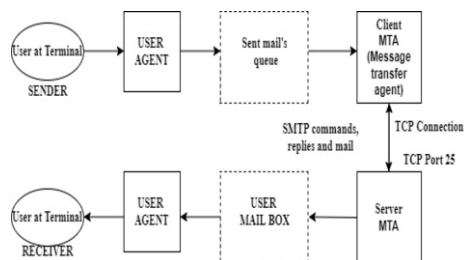 User at Terminal
SENDER
USER
AGENT
Sent mail's
queue
Client
MTA
(Message
transfer
agent)
SMTP commands,
replies and mail
TCP Connection
TCP Port 25
User at Terminal
RECEIVER
USER
AGENT
USER
MAIL BOX
Server
MTA